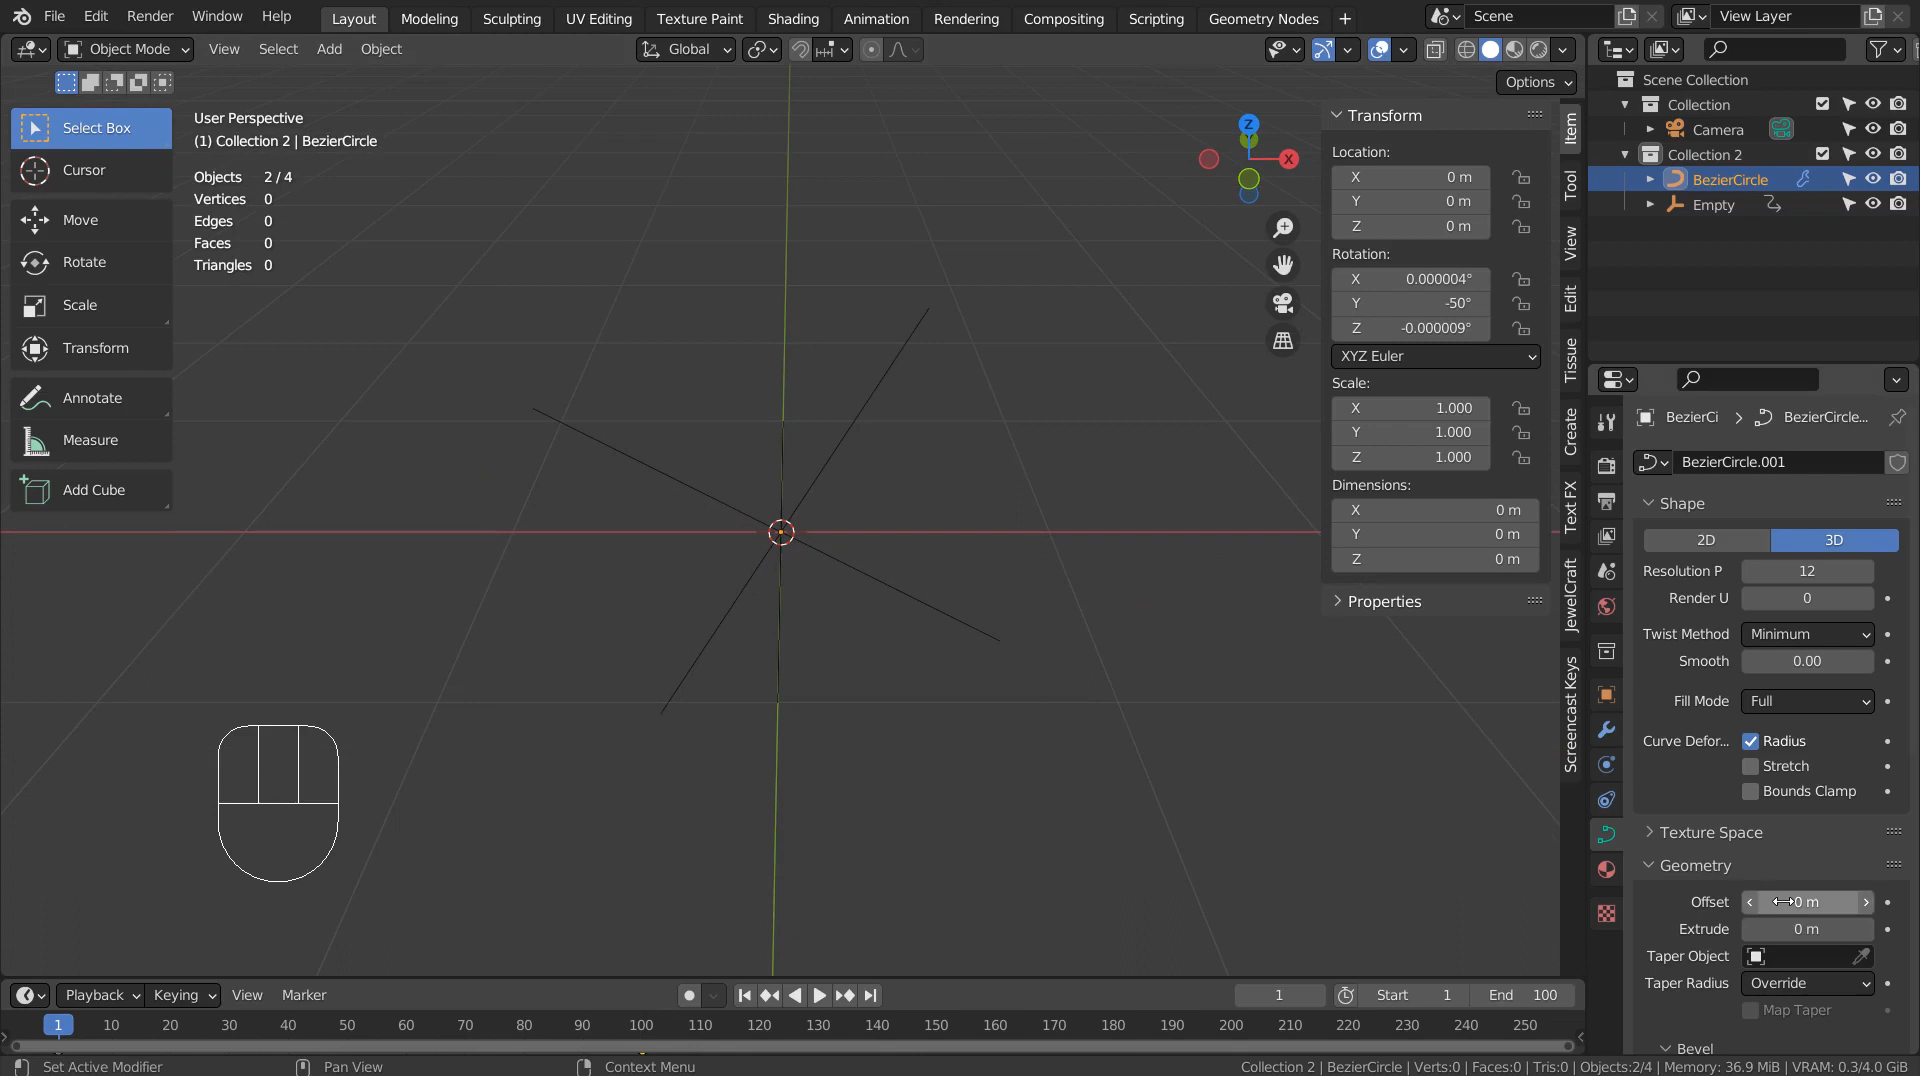 File Edit Render Window Help Layout Modeling Sculpting UV Editing Texture Paint Shading Animation Rendering Compositing Scripting Geometry Nodes + Scene View Layer
Object Mode View Select Add Object Global
Options
Select Box
Cursor
Move
Rotate
Scale
Transform
Annotate
Measure
Add Cube
User Perspective
(1) Collection 2 | BezierCircle
Objects 2 / 4
Vertices 0
Edges 0
Faces 0
Triangles 0
Z
X
Transform
Location:
X 0 m
Y 0 m
Z 0 m
Rotation:
X 0.000004°
Y -50°
Z -0.000009°
XYZ Euler
Scale:
X 1.000
Y 1.000
Z 1.000
Dimensions:
X 0 m
Y 0 m
Z 0 m
Properties
Item
Tool
View
Edit
Tissue
Create
Text FX
JewelCraft
Screencast Keys
Scene Collection
Collection
Camera
Collection 2
BezierCircle
Empty
BezierCi > BezierCircle...
BezierCircle.001
Shape
2D 3D
Resolution P 12
Render U 0
Twist Method Minimum
Smooth 0.00
Fill Mode Full
Curve Defor... Radius
Stretch
Bounds Clamp
Texture Space
Geometry
Offset 0 m
Extrude 0 m
Taper Object
Taper Radius Override
Map Taper
Bevel
Playback Keying View Marker 1 Start 1 End 100
1 10 20 30 40 50 60 70 80 90 100 110 120 130 140 150 160 170 180 190 200 210 220 230 240 250
Set Active Modifier Pan View Context Menu Collection 2 | BezierCircle | Verts:0 | Faces:0 | Tris:0 | Objects:2/4 | Memory: 36.9 MiB | VRAM: 0.3/4.0 GiB